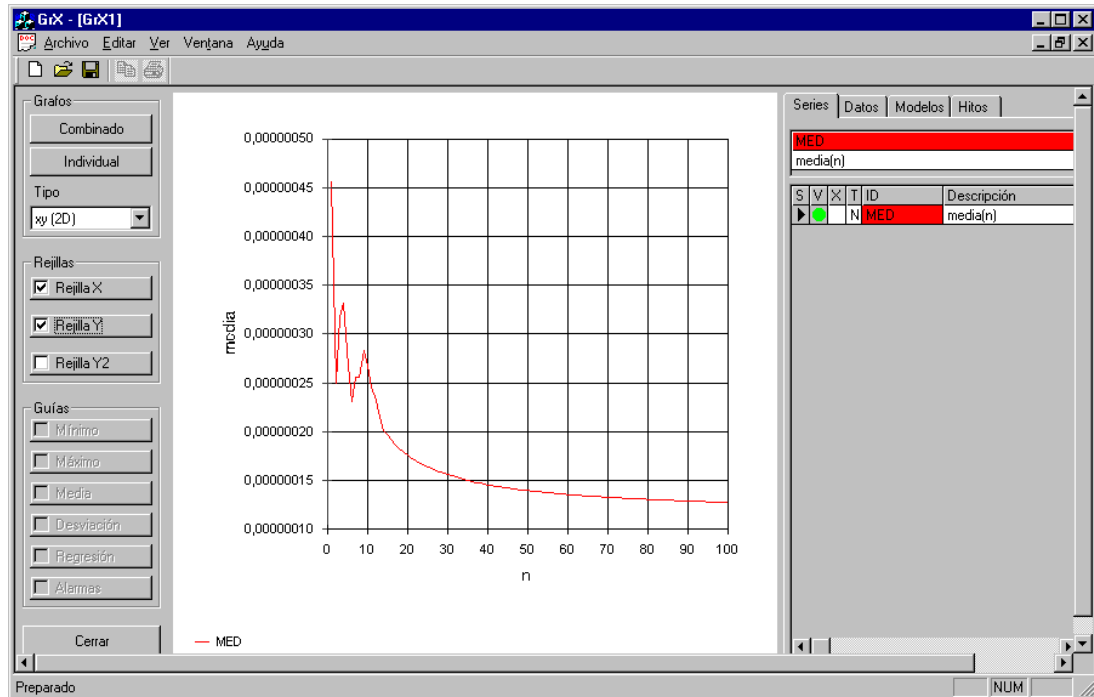 GrX - [GrX1]
Archivo Editar Ver Ventana Ayuda
Grafos
Combinado
Individual
Tipo
xy (2D)
Rejillas
Rejilla X
Rejilla Y
Rejilla Y2
Guías
Mínimo
Máximo
Media
Desviación
Regresión
Alarmas
Cerrar
0,00000050
0,00000045
0,00000040
0,00000035
0,00000030
0,00000025
0,00000020
0,00000015
0,00000010
media
0 10 20 30 40 50 60 70 80 90 100
n
MED
Series Datos Modelos Hitos
MED
media(n)
S V X T ID Descripción
N MED media(n)
Preparado
NUM